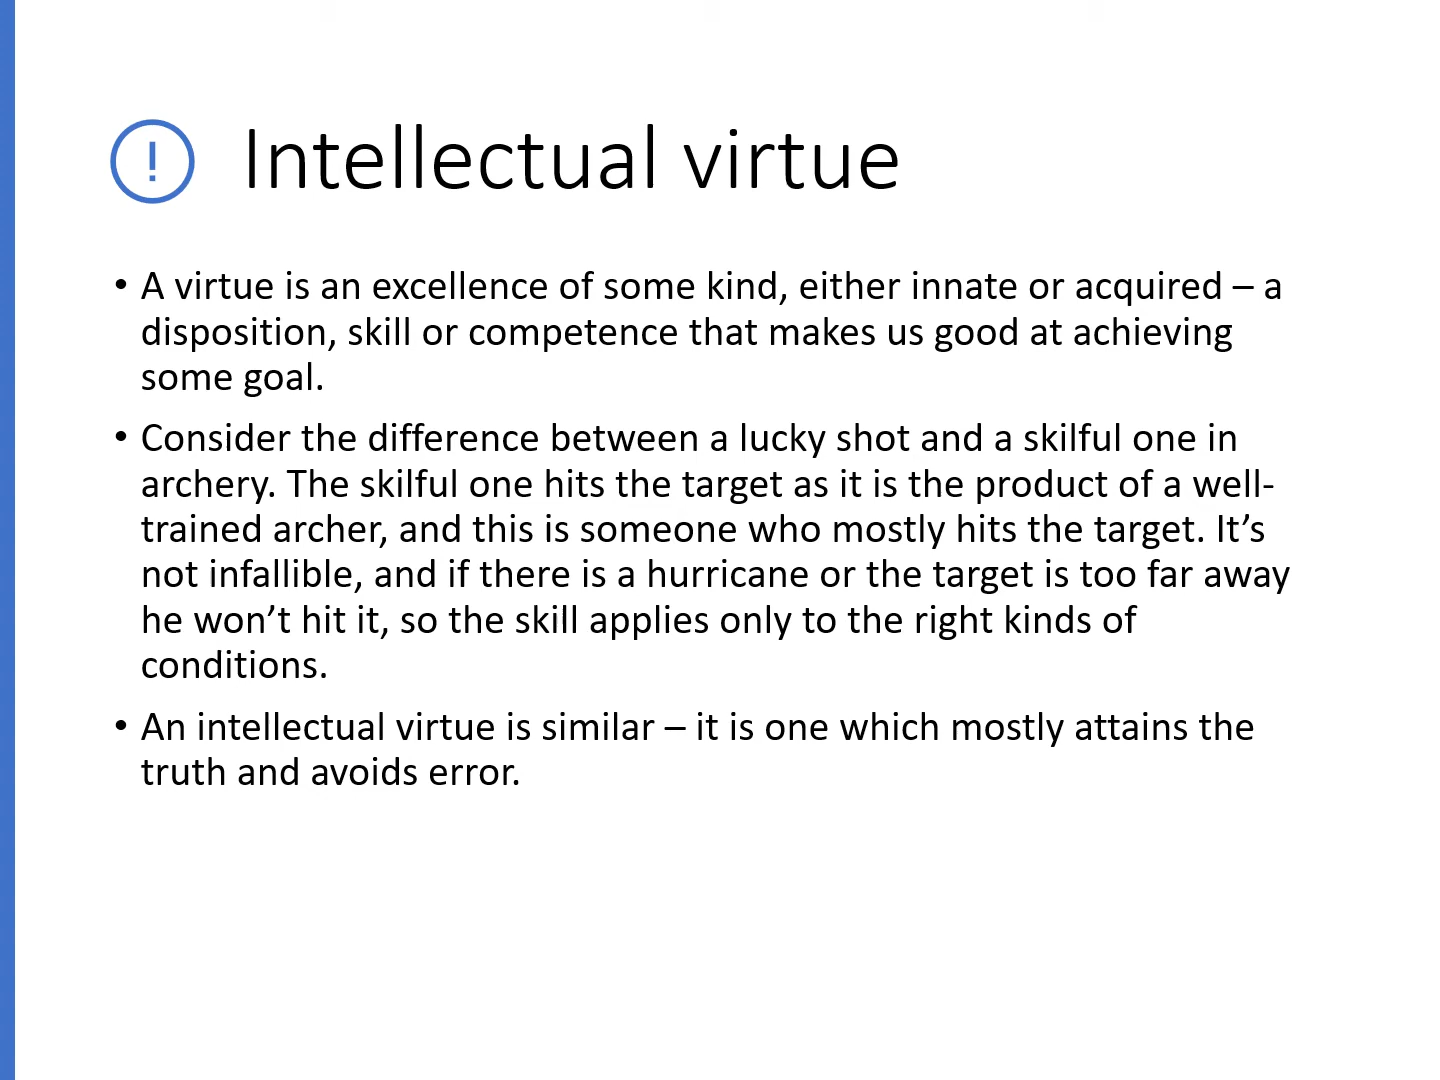 ! Intellectual virtue
• A virtue is an excellence of some kind, either innate or acquired – a
disposition, skill or competence that makes us good at achieving
some goal.
• Consider the difference between a lucky shot and a skilful one in
archery. The skilful one hits the target as it is the product of a well-
trained archer, and this is someone who mostly hits the target. It’s
not infallible, and if there is a hurricane or the target is too far away
he won’t hit it, so the skill applies only to the right kinds of
conditions.
• An intellectual virtue is similar – it is one which mostly attains the
truth and avoids error.